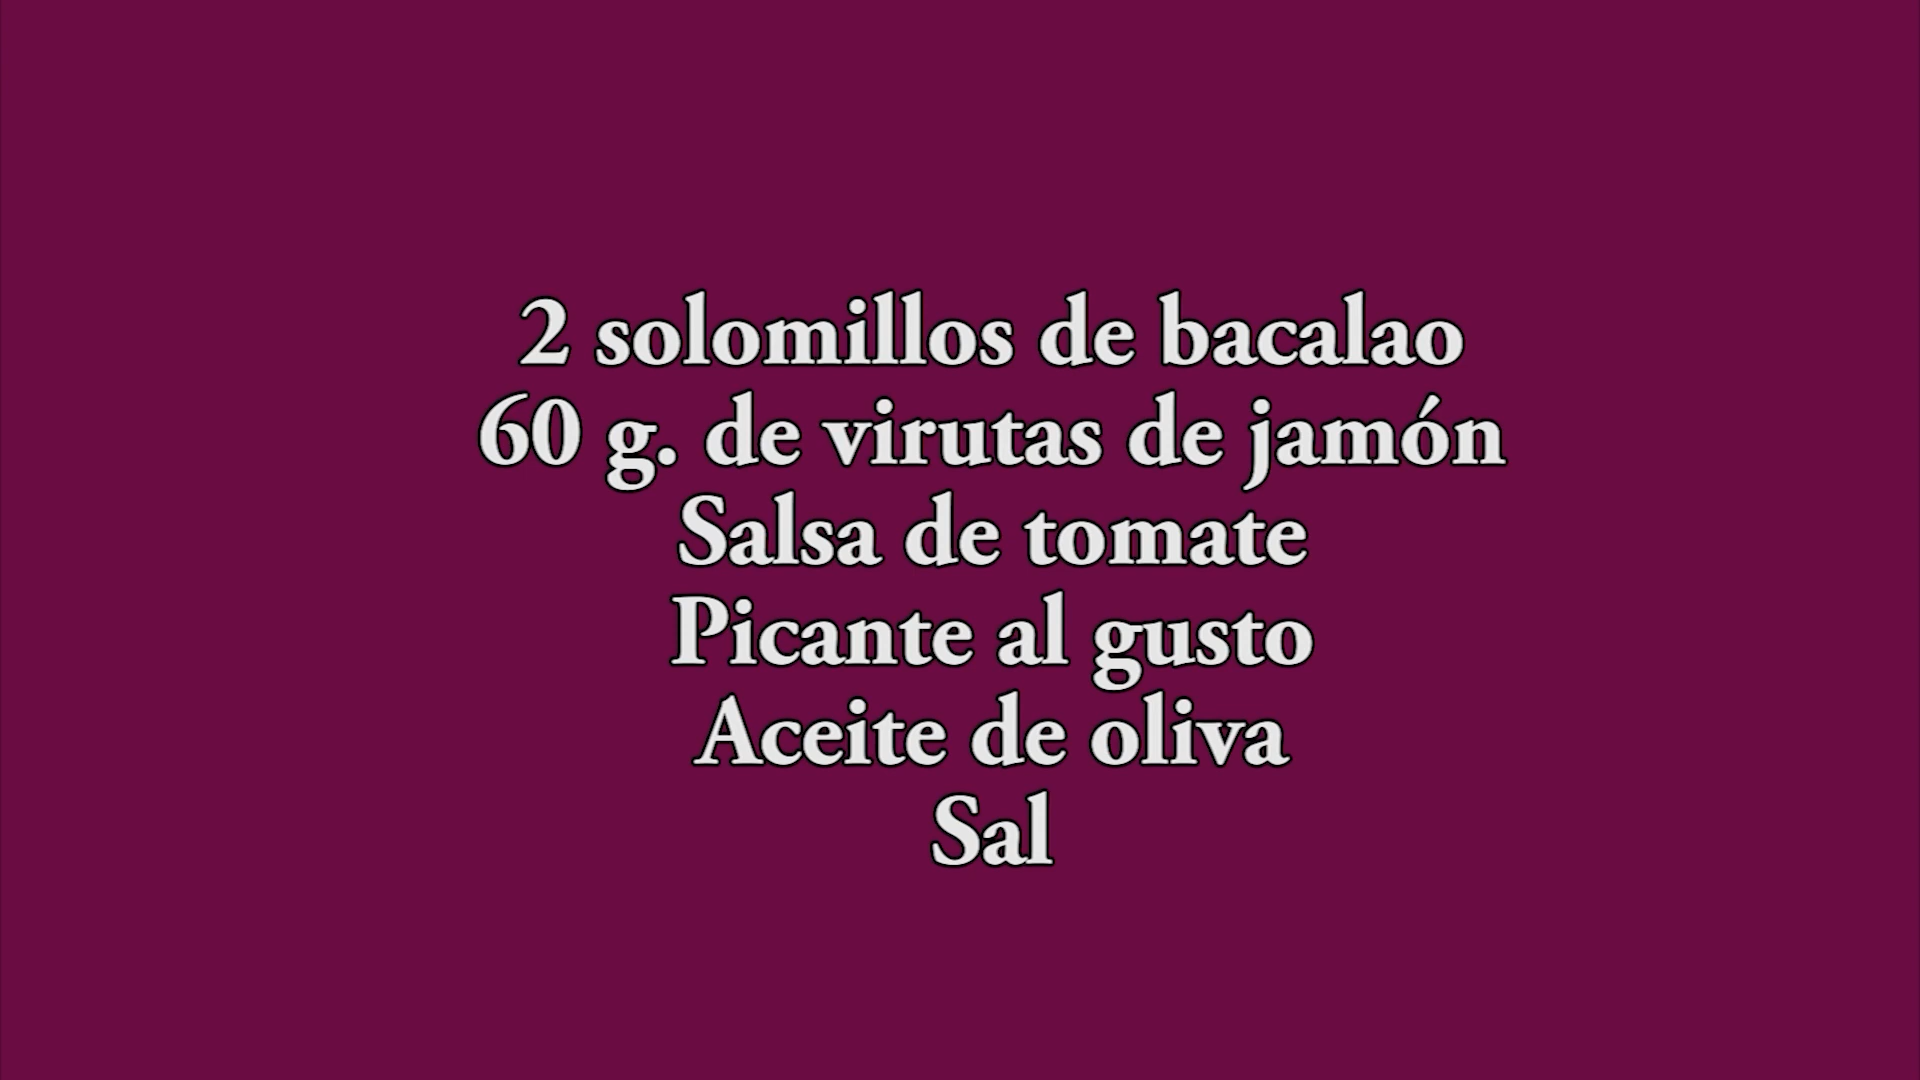 2 solomillos de bacalao
60 g. de virutas de jamón
Salsa de tomate
Picante al gusto
Aceite de oliva
Sal